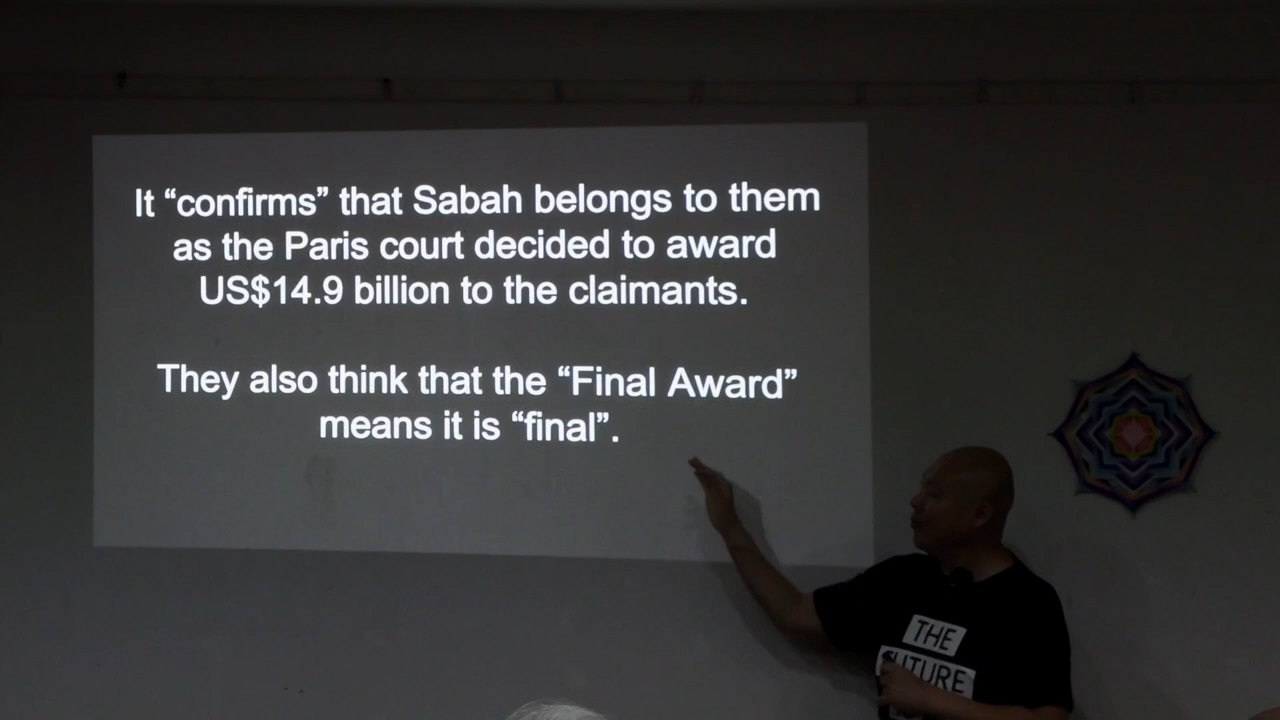 It “confirms” that Sabah belongs to them
as the Paris court decided to award
US$14.9 billion to the claimants.
They also think that the “Final Award”
means it is “final”.
THE
FUTURE